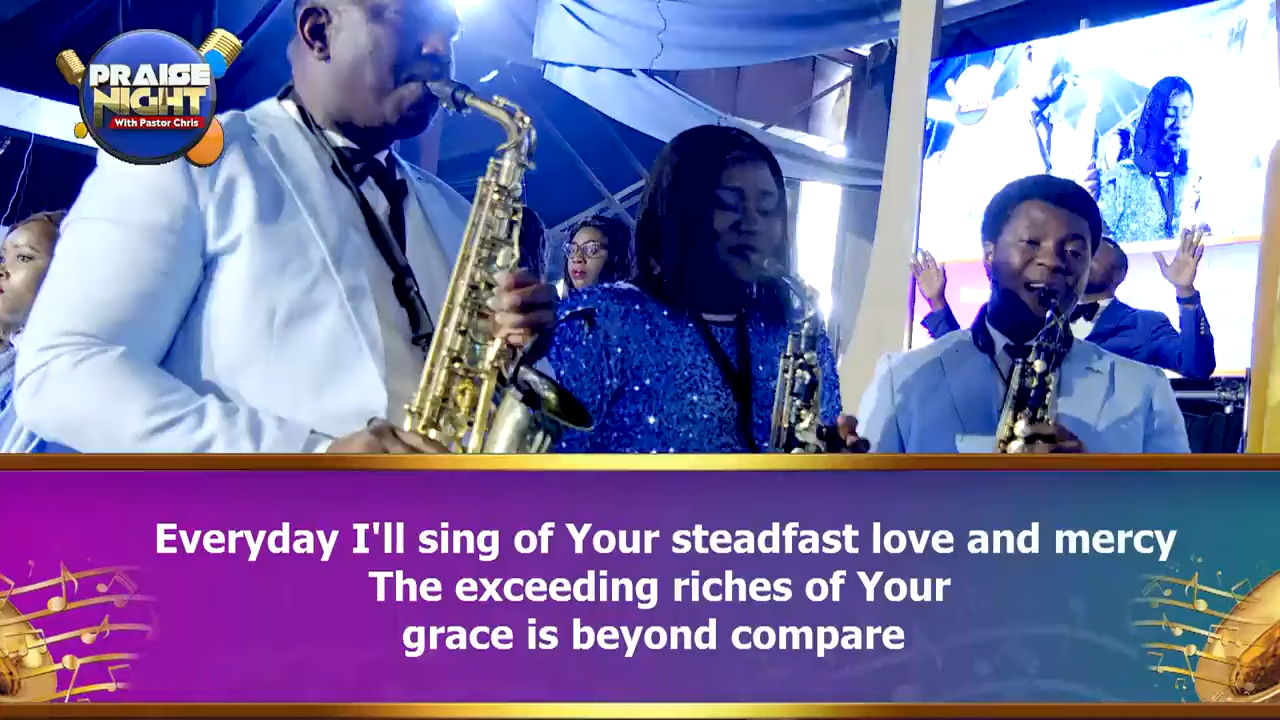 PRAISE
NIGHT
With Pastor Chris
Everyday I'll sing of Your steadfast love and mercy
The exceeding riches of Your
grace is beyond compare